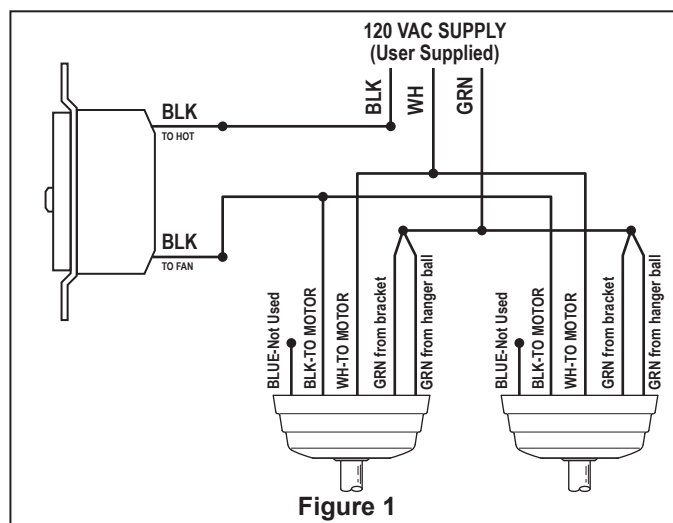 120 VAC SUPPLY
(User Supplied)
BLK
WH
GRN
BLK
TO HOT
BLK
TO FAN
BLUE-Not Used
BLK-TO MOTOR
WH-TO MOTOR
GRN from bracket
GRN from hanger ball
BLUE-Not Used
BLK-TO MOTOR
WH-TO MOTOR
GRN from bracket
GRN from hanger ball
Figure 1